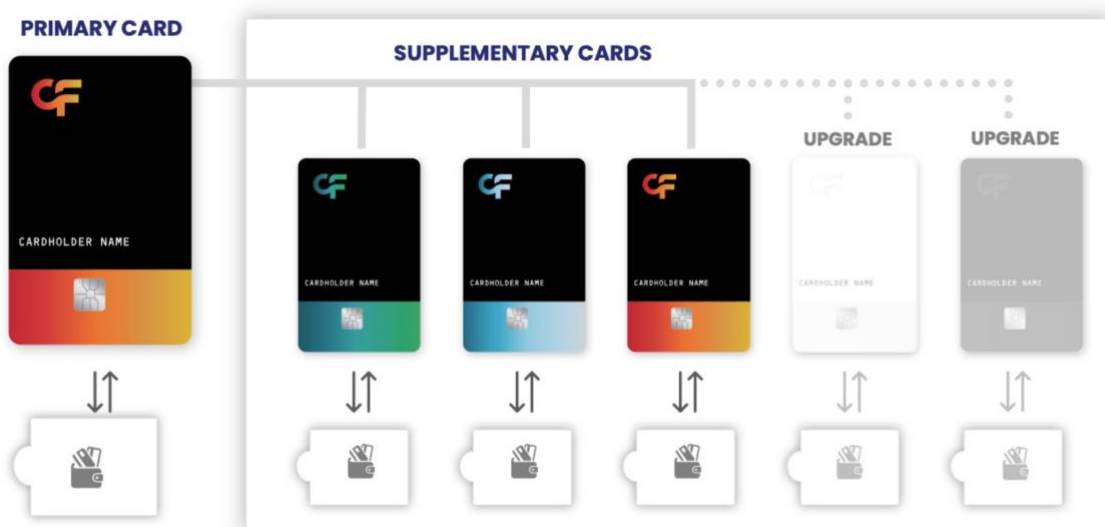 PRIMARY CARD
SUPPLEMENTARY CARDS
UPGRADE
UPGRADE
CF
CARDHOLDER NAME
CF
CARDHOLDER NAME
CF
CARDHOLDER NAME
CF
CARDHOLDER NAME
CARDHOLDER NAME
CARDHOLDER NAME